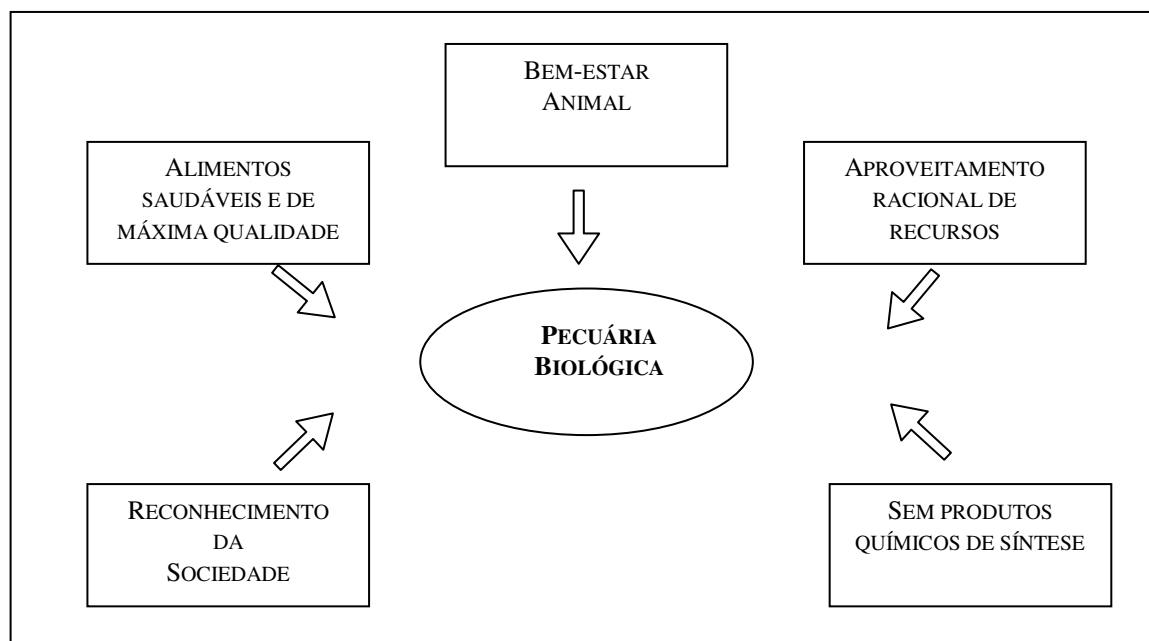 BEM-ESTAR
ANIMAL
ALIMENTOS
SAUDÁVEIS E DE
MÁXIMA QUALIDADE
APROVEITAMENTO
RACIONAL DE
RECURSOS
PECUÁRIA
BIOLÓGICA
RECONHECIMENTO
DA
SOCIEDADE
SEM PRODUTOS
QUÍMICOS DE SÍNTESE